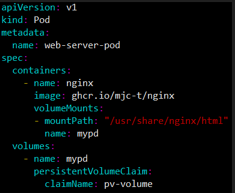 apiVersion: v1
kind: Pod
metadata:
  name: web-server-pod
spec:
  containers:
    - name: nginx
      image: ghcr.io/mjc-t/nginx
      volumeMounts:
      - mountPath: "/usr/share/nginx/html"
        name: mypd
  volumes:
    - name: mypd
      persistentVolumeClaim:
        claimName: pv-volume